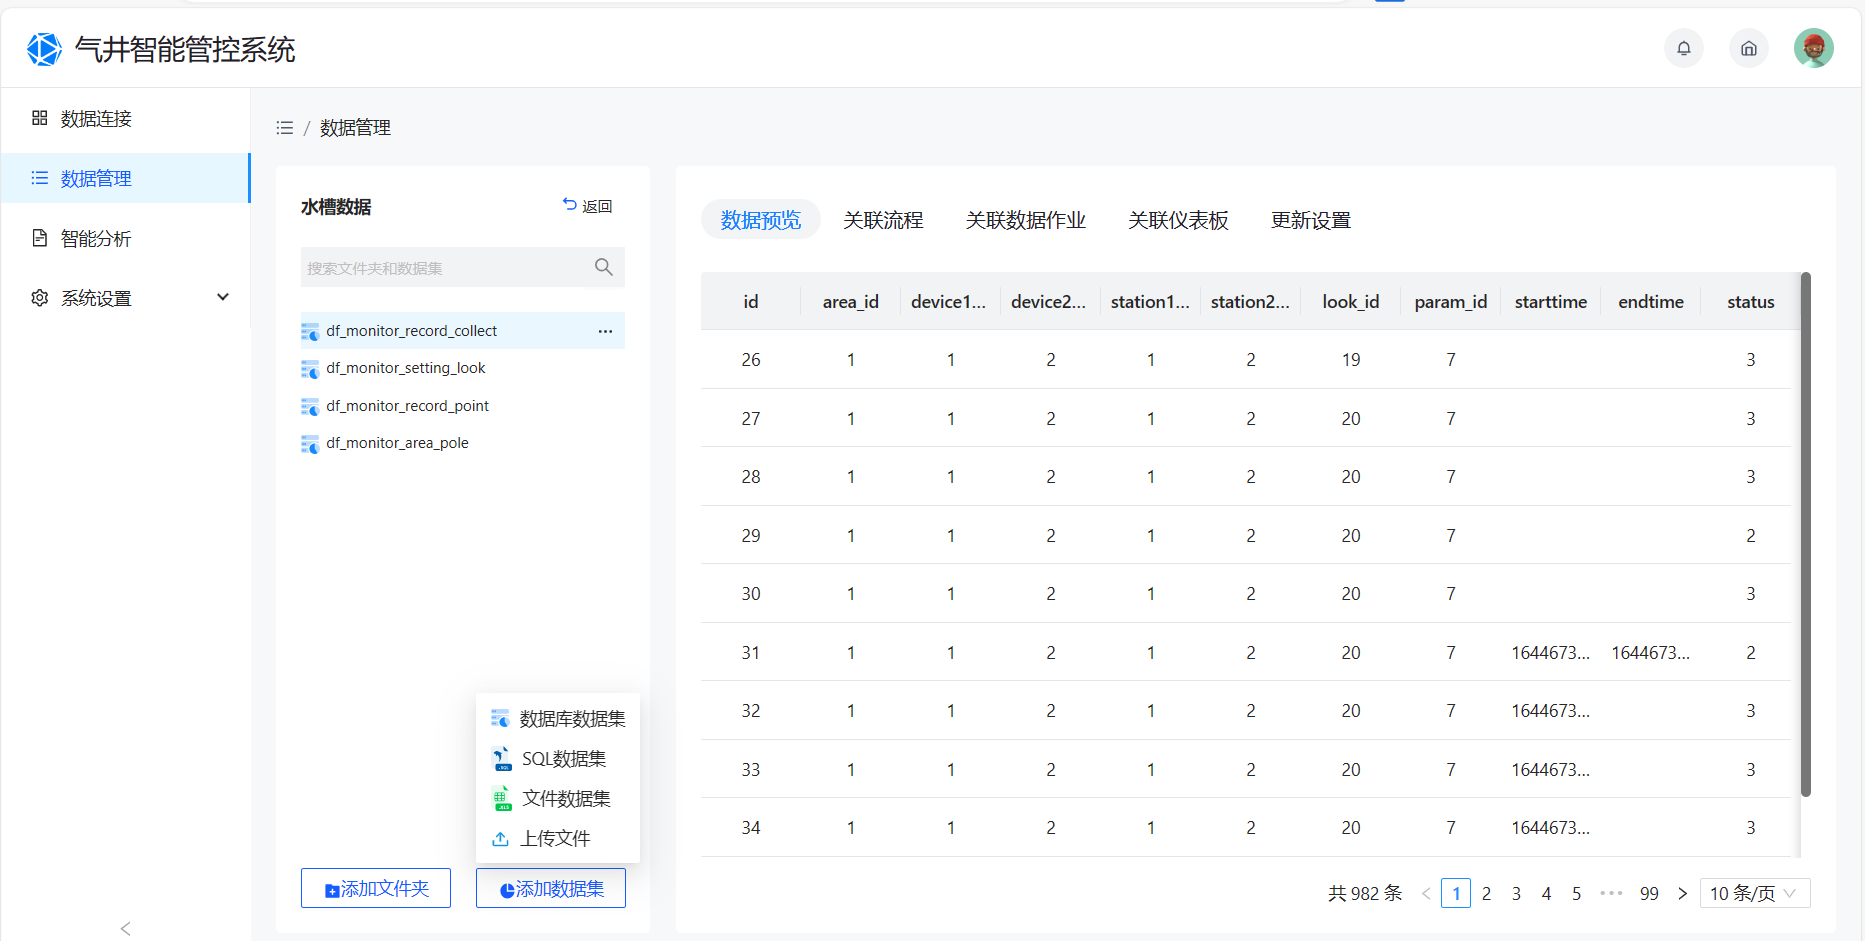 气井智能管控系统
数据连接
数据管理
智能分析
系统设置
/ 数据管理
水槽数据
返回
搜索文件夹和数据集
df_monitor_record_collect ···
df_monitor_setting_look
df_monitor_record_point
df_monitor_area_pole
数据库数据集
SQL数据集
文件数据集
上传文件
添加文件夹
添加数据集
数据预览 关联流程 关联数据作业 关联仪表板 更新设置
id area_id device1... device2... station1... station2... look_id param_id starttime endtime status
26 1 1 2 1 2 19 7 3
27 1 1 2 1 2 20 7 3
28 1 1 2 1 2 20 7 3
29 1 1 2 1 2 20 7 2
30 1 1 2 1 2 20 7 3
31 1 1 2 1 2 20 7 1644673... 1644673... 2
32 1 1 2 1 2 20 7 1644673... 3
33 1 1 2 1 2 20 7 1644673... 3
34 1 1 2 1 2 20 7 1644673... 3
共 982 条 < 1 2 3 4 5 ••• 99 > 10 条/页